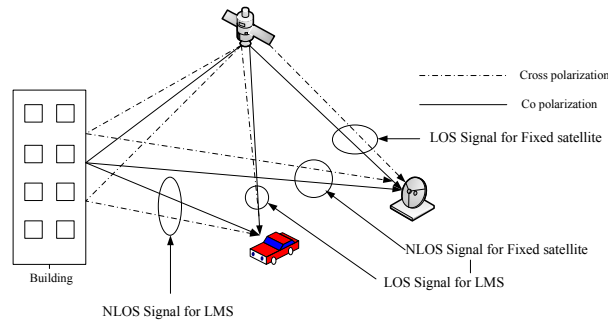 Cross polarization
Co polarization
LOS Signal for Fixed satellite
NLOS Signal for Fixed satellite
LOS Signal for LMS
Building
NLOS Signal for LMS